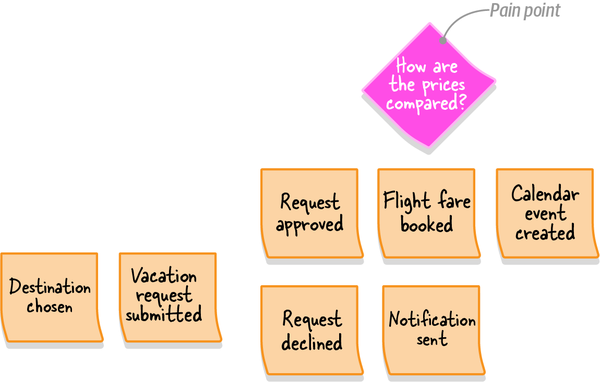 Pain point
How are
the prices
compared?
Request
approved
Flight fare
booked
Calendar
event
created
Destination
chosen
Vacation
request
submitted
Request
declined
Notification
sent